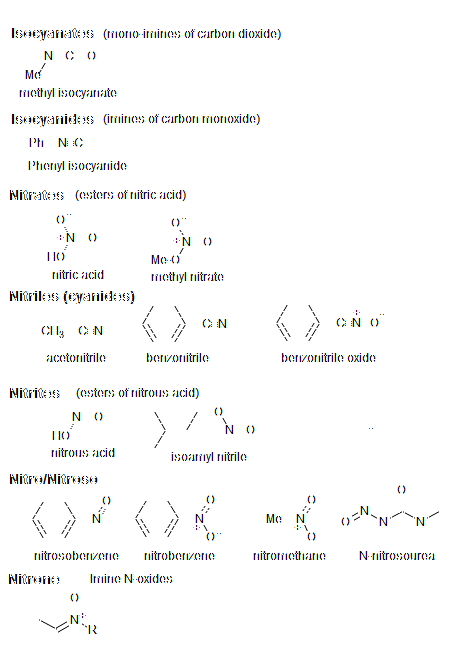 Isocyanates (mono-imines of carbon dioxide)
N C O
Me
methyl isocyanate
Isocyanides (imines of carbon monoxide)
Ph N≡C
Phenyl isocyanide
Nitrates (esters of nitric acid)
O⁻ O⁻
+N O +N O
HO Me-O
nitric acid methyl nitrate
Nitriles (cyanides)
CH₃ C≡N C≡N C≡N⁺ O⁻
acetonitrile benzonitrile benzonitrile oxide
Nitrites (esters of nitrous acid)
N O O
HO N O
nitrous acid isoamyl nitrile
Nitro/Nitroso
O O O O
N N+ Me N+ O N N N
O⁻ O
nitrosobenzene nitrobenzene nitromethane N-nitrosourea
Nitrone Imine N-oxides
O
N+
R